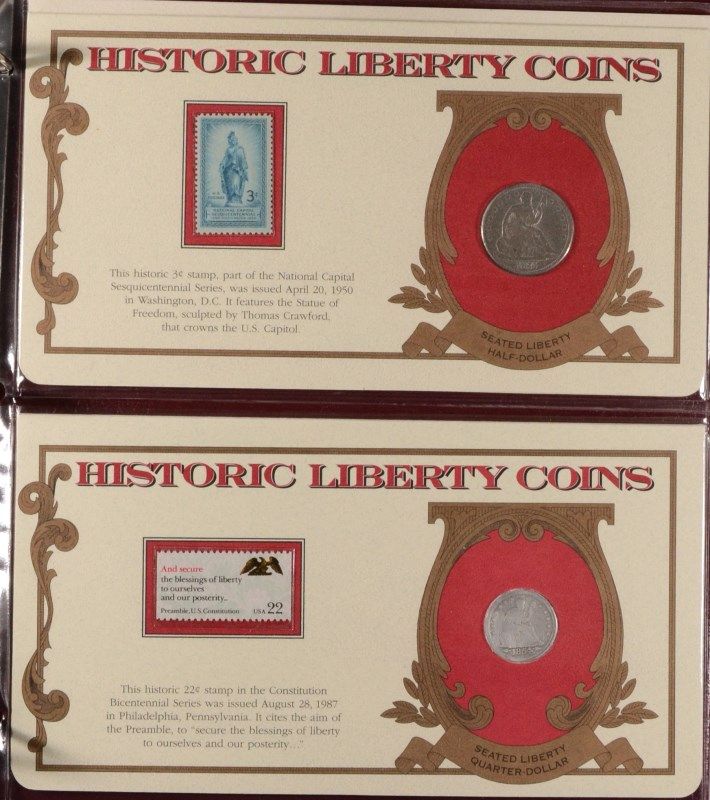 HISTORIC LIBERTY COINS
U.S. POSTAGE
3¢
NATIONAL CAPITAL
SESQUICENTENNIAL
This historic 3¢ stamp, part of the National Capital
Sesquicentennial Series, was issued April 20, 1950
in Washington, D.C. It features the Statue of
Freedom, sculpted by Thomas Crawford,
that crowns the U.S. Capitol.
SEATED LIBERTY
HALF-DOLLAR
HISTORIC LIBERTY COINS
And secure
the blessings of liberty
to ourselves
and our posterity...
Preamble, U.S. Constitution
USA 22
This historic 22¢ stamp in the Constitution
Bicentennial Series was issued August 28, 1987
in Philadelphia, Pennsylvania. It cites the aim of
the Preamble, to “secure the blessings of liberty
to ourselves and our posterity...”
SEATED LIBERTY
QUARTER-DOLLAR